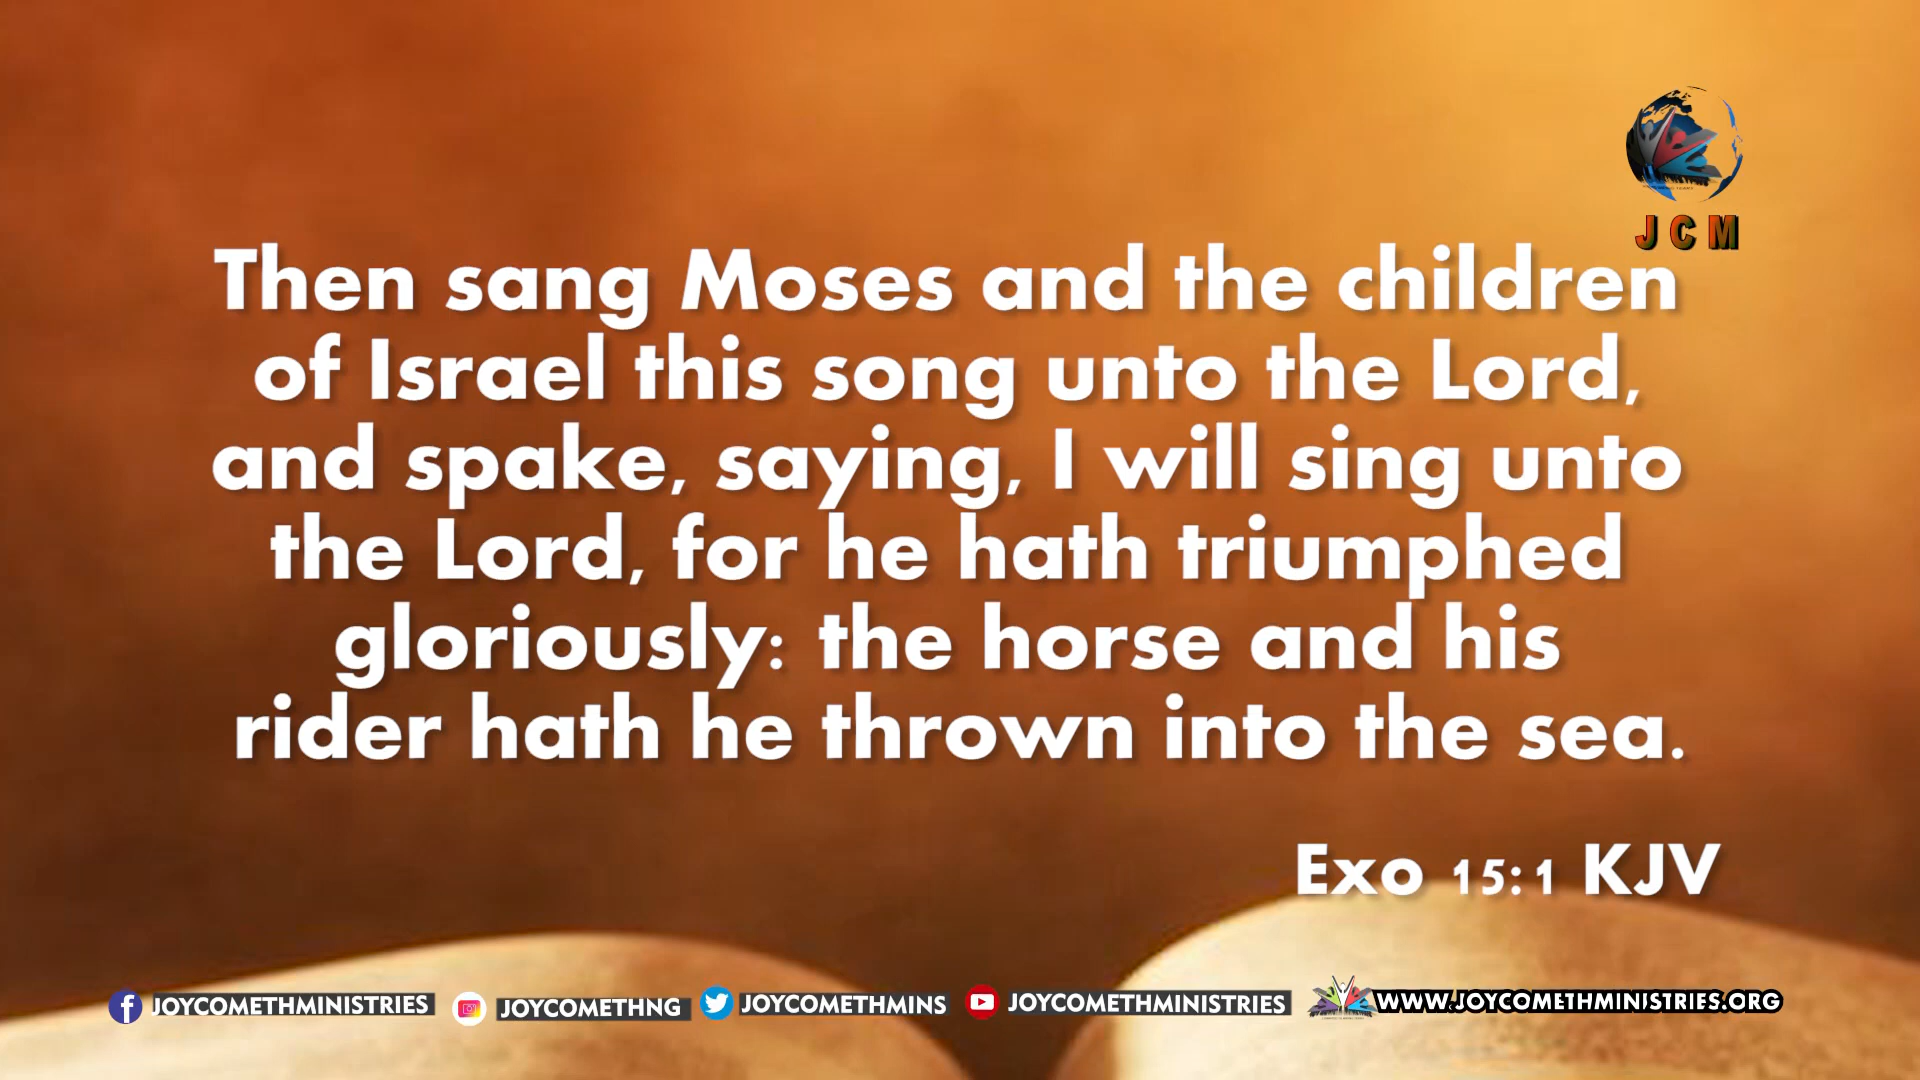 JCM
Then sang Moses and the children
of Israel this song unto the Lord,
and spake, saying, I will sing unto
the Lord, for he hath triumphed
gloriously: the horse and his
rider hath he thrown into the sea.
Exo 15:1 KJV
JOYCOMETHMINISTRIES JOYCOMETHNG JOYCOMETHMINS JOYCOMETHMINISTRIES WWW.JOYCOMETHMINISTRIES.ORG